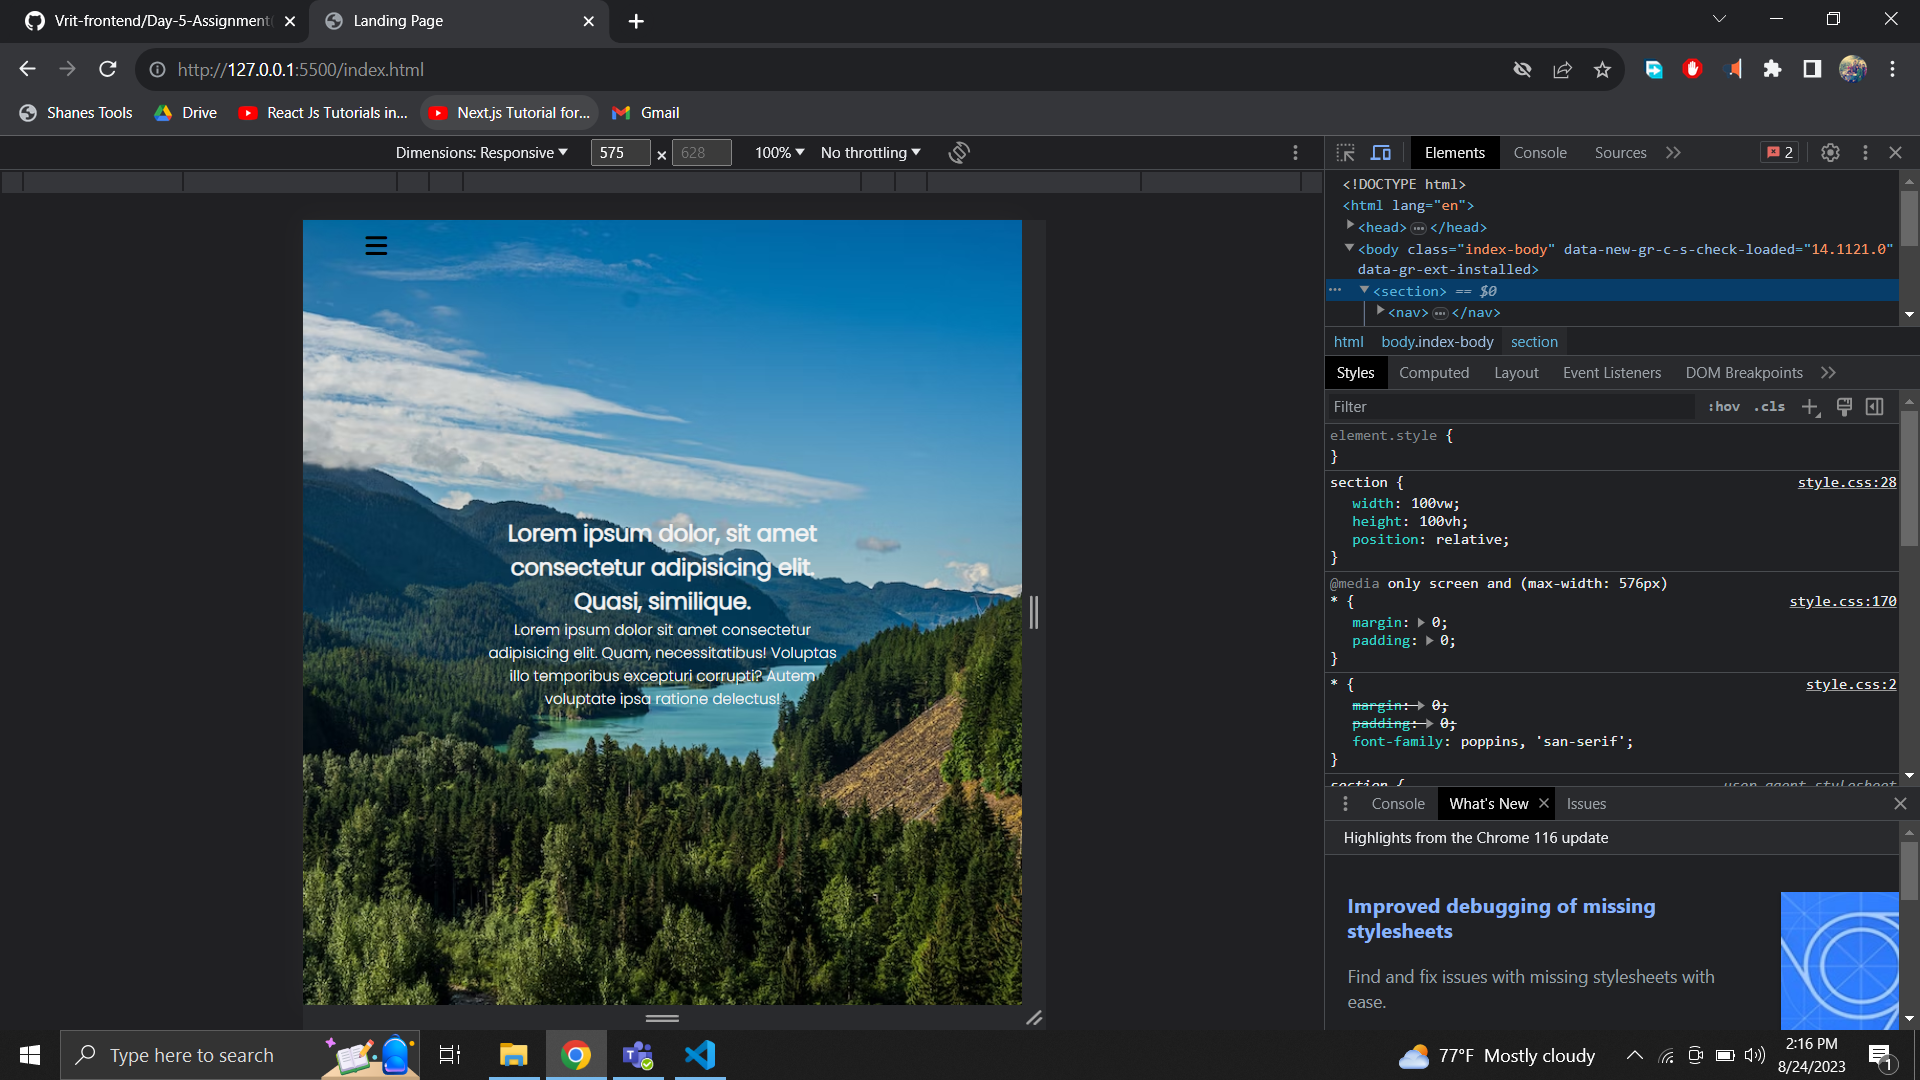 Vrit-frontend/Day-5-Assignment
Landing Page
http://127.0.0.1:5500/index.html
Shanes Tools
Drive
React Js Tutorials in...
Next.js Tutorial for...
Gmail
Dimensions: Responsive
575
×
628
100%
No throttling
Elements
Console
Sources
2
<!DOCTYPE html>
<html lang="en">
<head> … </head>
<body class="index-body" data-new-gr-c-s-check-loaded="14.1121.0"
data-gr-ext-installed>
<section> == $0
<nav> … </nav>
html
body.index-body
section
Styles
Computed
Layout
Event Listeners
DOM Breakpoints
Filter
:hov
.cls
element.style {
}
section {
style.css:28
width: 100vw;
height: 100vh;
position: relative;
}
@media only screen and (max-width: 576px)
* {
style.css:170
margin: 0;
padding: 0;
}
* {
style.css:2
margin: 0;
padding: 0;
font-family: poppins, 'san-serif';
}
section {
user agent stylesheet
Lorem ipsum dolor, sit amet
consectetur adipisicing elit.
Quasi, similique.
Lorem ipsum dolor sit amet consectetur
adipisicing elit. Quam, necessitatibus! Voluptas
illo temporibus excepturi corrupti? Autem
voluptate ipsa ratione delectus!
Console
What's New
Issues
Highlights from the Chrome 116 update
Improved debugging of missing
stylesheets
Find and fix issues with missing stylesheets with
ease.
Type here to search
77°F Mostly cloudy
2:16 PM
8/24/2023
1